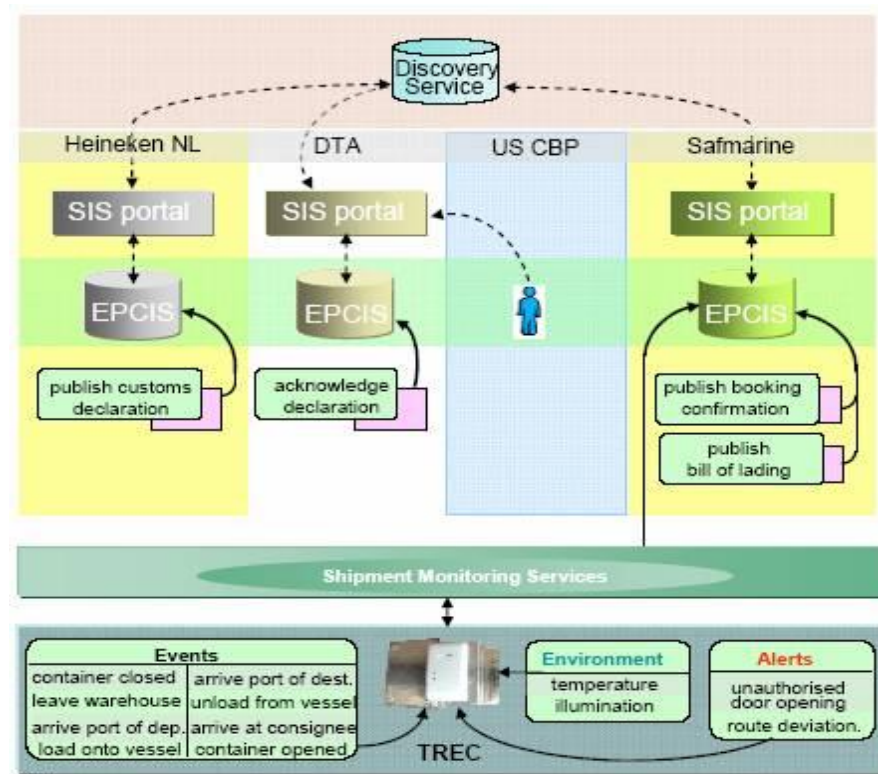 Discovery
Service
Heineken NL
DTA
US CBP
Safmarine
SIS portal
SIS portal
SIS portal
EPCIS
EPCIS
EPCIS
publish customs
declaration
acknowledge
declaration
publish booking
confirmation
publish
bill of lading
Shipment Monitoring Services
Events
container closed
leave warehouse
arrive port of dep.
load onto vessel
arrive port of dest.
unload from vessel
arrive at consignee
container opened
TREC
Environment
temperature
illumination
Alerts
unauthorised
door opening
route deviation.